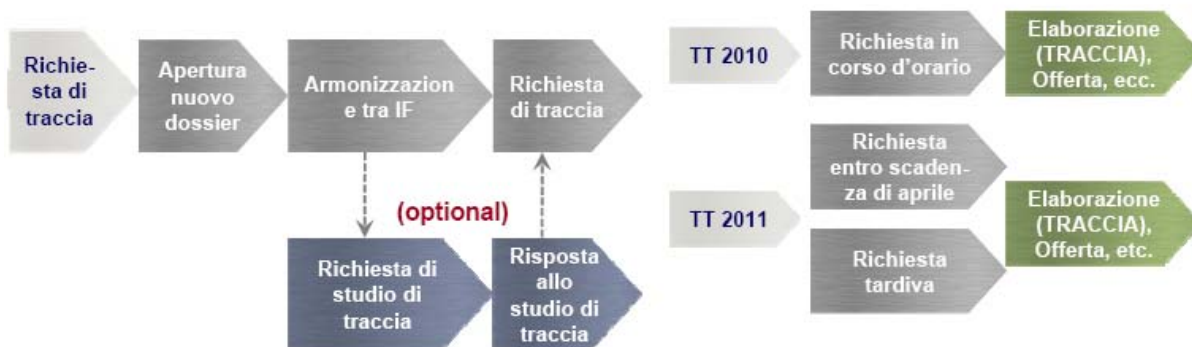 Richie-
sta di
traccia
Apertura
nuovo
dossier
Armonizzazion
e tra IF
Richiesta
di traccia
(optional)
Richiesta di
studio di
traccia
Risposta
allo
studio di
traccia
TT 2010
Richiesta in
corso d'orario
Elaborazione
(TRACCIA),
Offerta, ecc.
TT 2011
Richiesta
entro scaden-
za di aprile
Richiesta
tardiva
Elaborazione
(TRACCIA),
Offerta, etc.